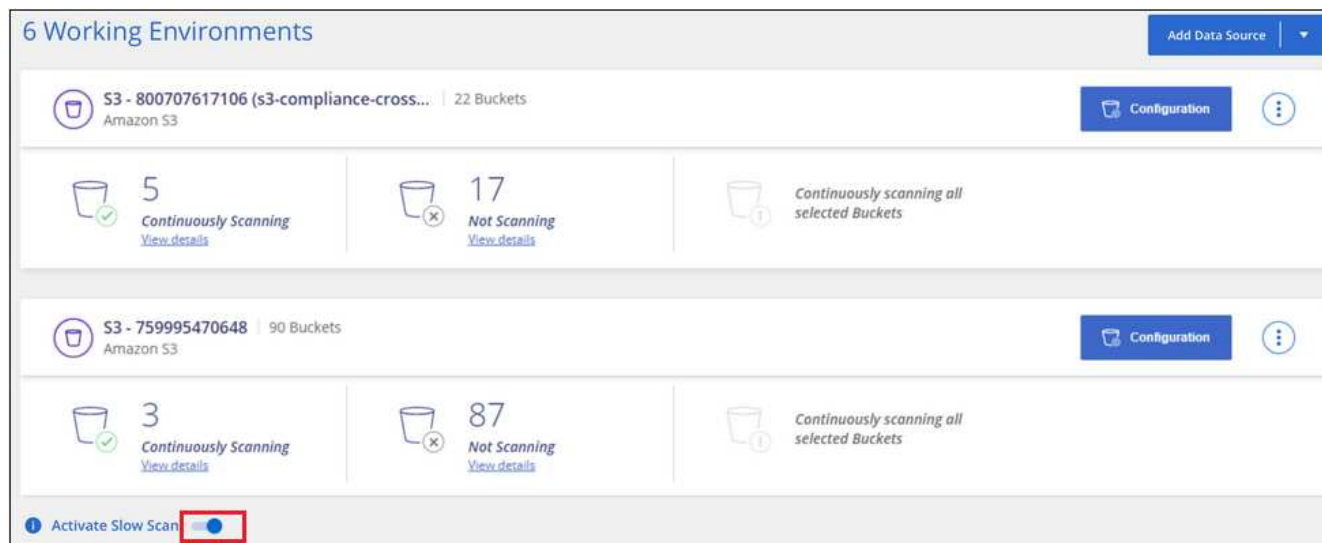 6 Working Environments
Add Data Source
S3 - 800707617106 (s3-compliance-cross... 22 Buckets
Amazon S3
Configuration
5
Continuously Scanning
View details
17
Not Scanning
View details
Continuously scanning all
selected Buckets
S3 - 759995470648 90 Buckets
Amazon S3
Configuration
3
Continuously Scanning
View details
87
Not Scanning
View details
Continuously scanning all
selected Buckets
Activate Slow Scan